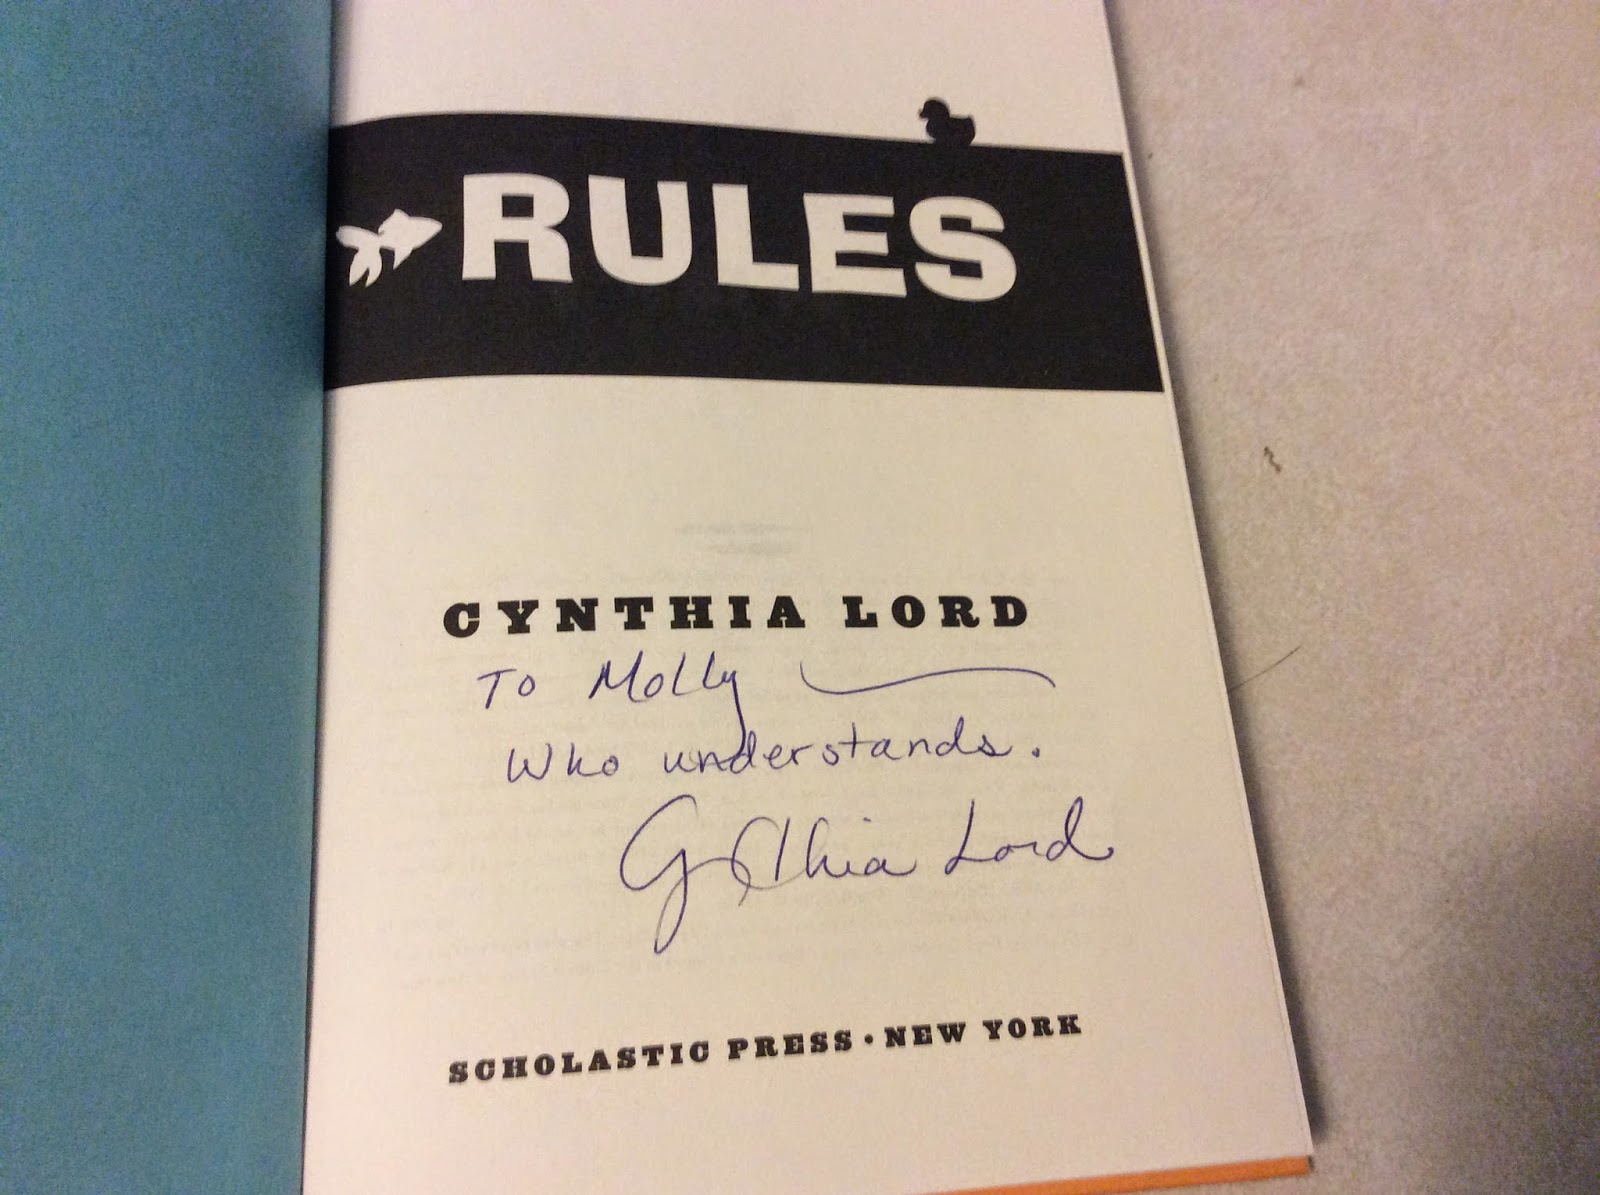 RULES
CYNTHIA LORD
To Molly
Who understands.
Cynthia Lord
SCHOLASTIC PRESS • NEW YORK